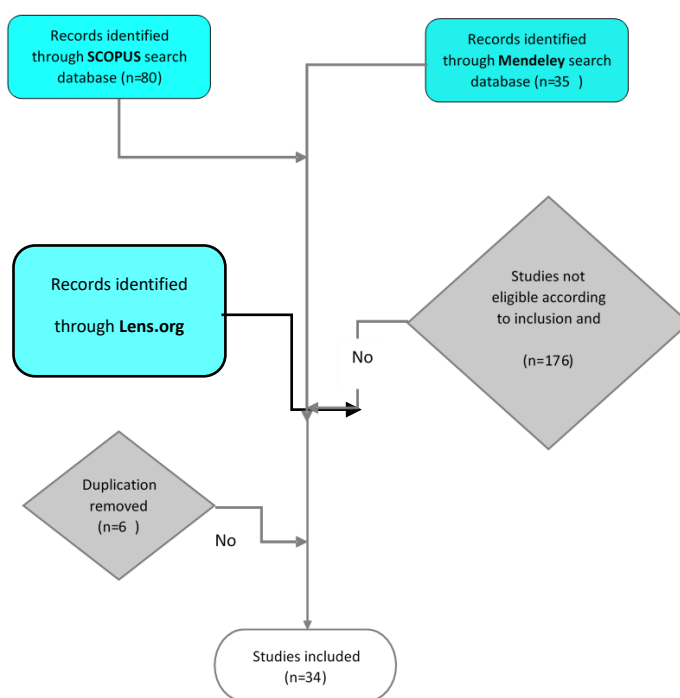 Records identified
through SCOPUS search
database (n=80)
Records identified
through Mendeley search
database (n=35 )
Records identified
through Lens.org
Studies not
eligible according
to inclusion and
(n=176)
No
Duplication
removed
(n=6 )
No
Studies included
(n=34)